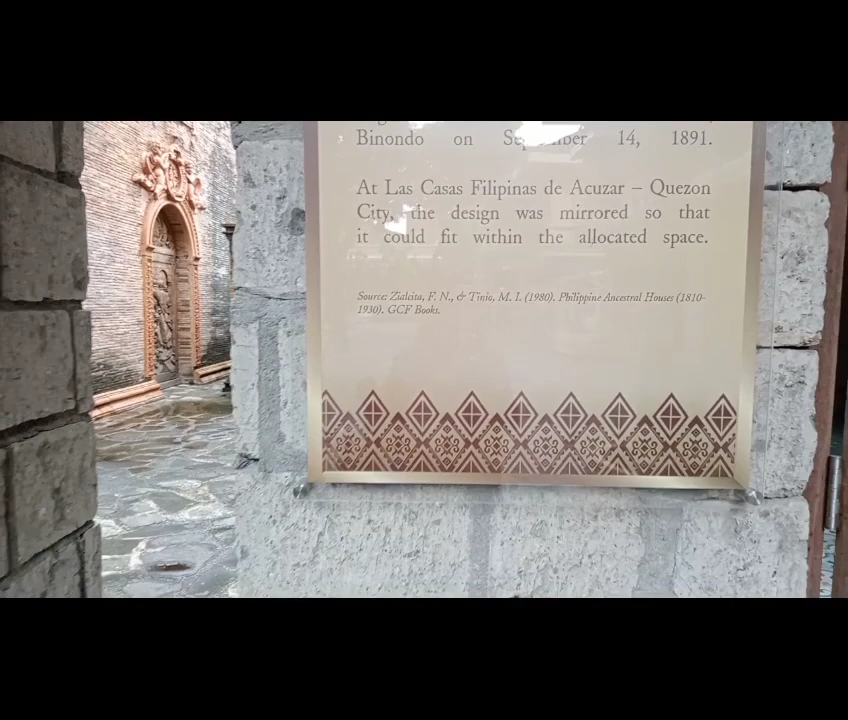 Binondo on September 14, 1891.
At Las Casas Filipinas de Acuzar – Quezon
City, the design was mirrored so that
it could fit within the allocated space.
Source: Zialcita, F. N., & Tinio, M. I. (1980). Philippine Ancestral Houses (1810-
1930). GCF Books.